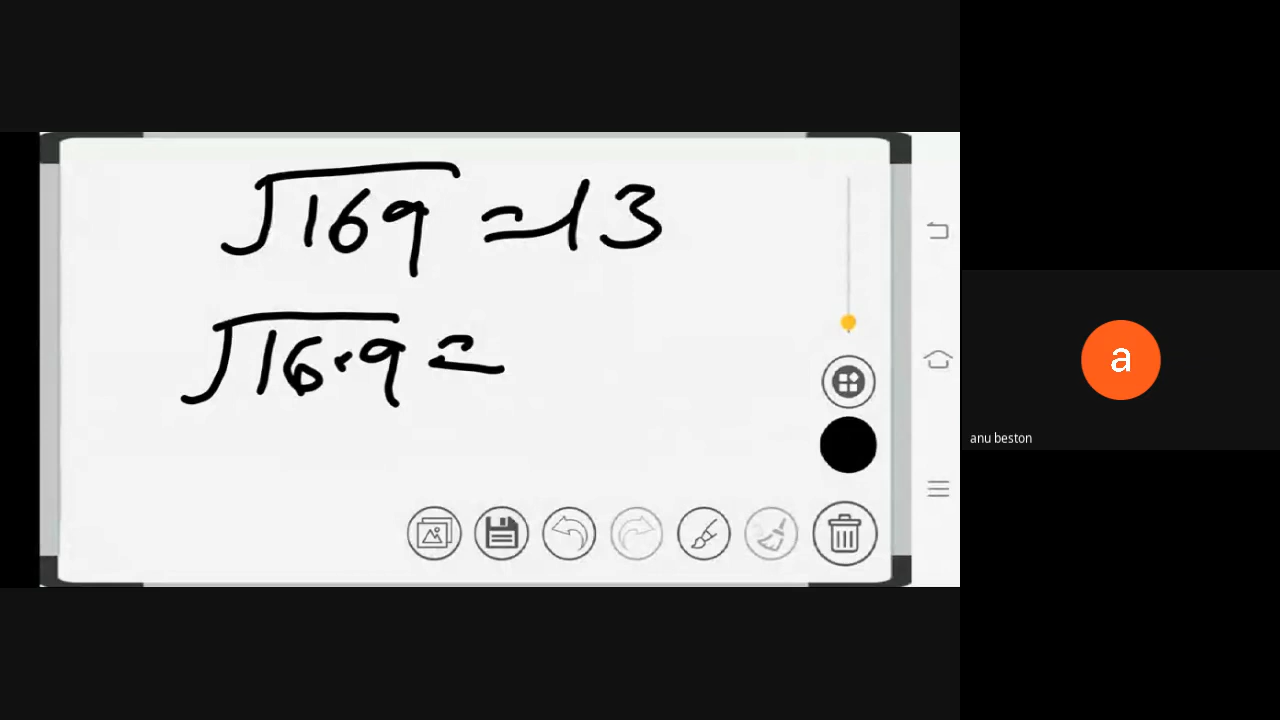 √169 = 13
√16.9 =
a
anu beston